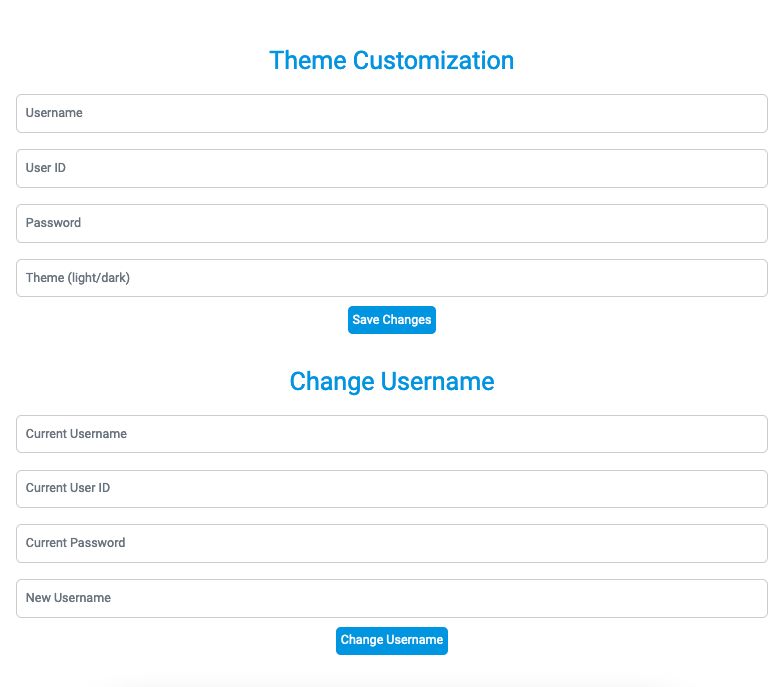 Theme Customization
Username
User ID
Password
Theme (light/dark)
Save Changes
Change Username
Current Username
Current User ID
Current Password
New Username
Change Username